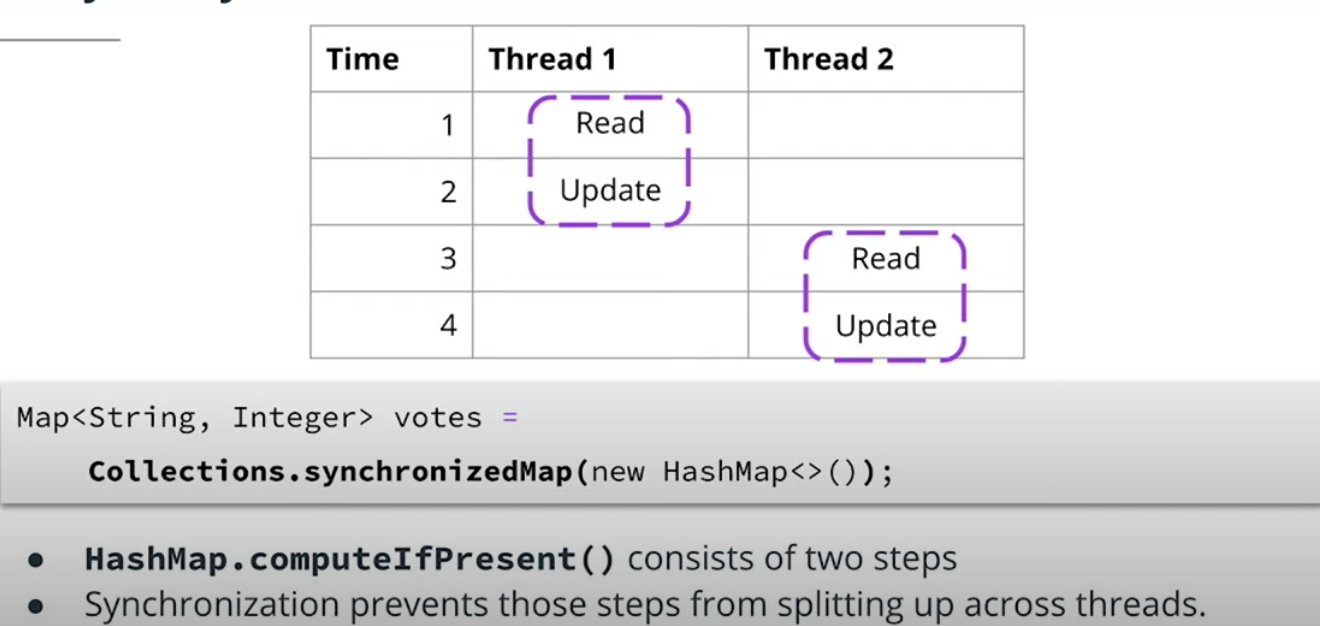 Time Thread 1 Thread 2
1 Read
2 Update
3 Read
4 Update
Map<String, Integer> votes =
Collections.synchronizedMap(new HashMap<>());
• HashMap.computeIfPresent() consists of two steps
• Synchronization prevents those steps from splitting up across threads.